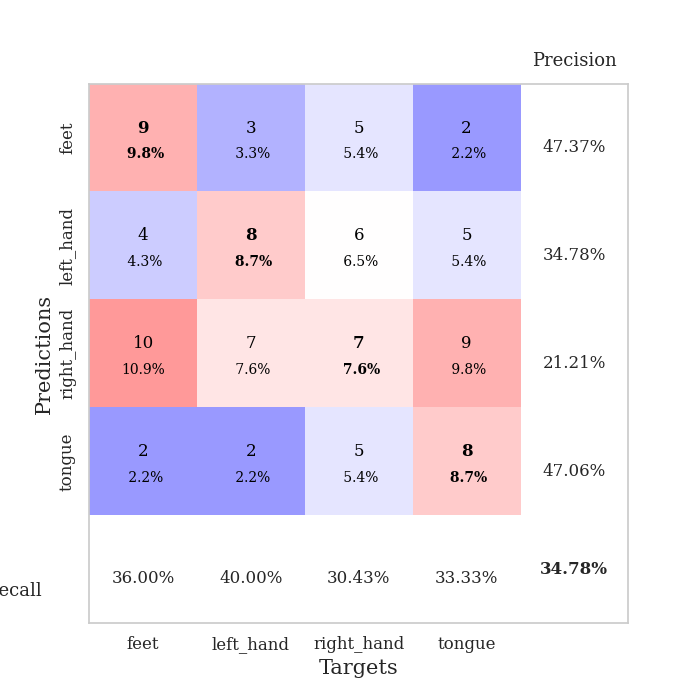 Precision
feet 9 3 5 2 47.37%
9.8% 3.3% 5.4% 2.2%
left_hand 4 8 6 5 34.78%
4.3% 8.7% 6.5% 5.4%
right_hand 10 7 7 9 21.21%
10.9% 7.6% 7.6% 9.8%
tongue 2 2 5 8 47.06%
2.2% 2.2% 5.4% 8.7%
Predictions
ecall 36.00% 40.00% 30.43% 33.33% 34.78%
feet left_hand right_hand tongue
Targets